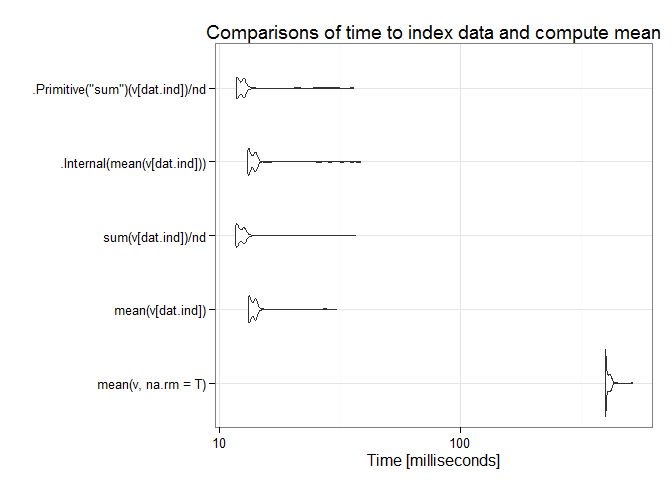 Comparisons of time to index data and compute mean
.Primitive("sum")(v[dat.ind])/nd
.Internal(mean(v[dat.ind]))
sum(v[dat.ind])/nd
mean(v[dat.ind])
mean(v, na.rm = T)
10 100
Time [milliseconds]